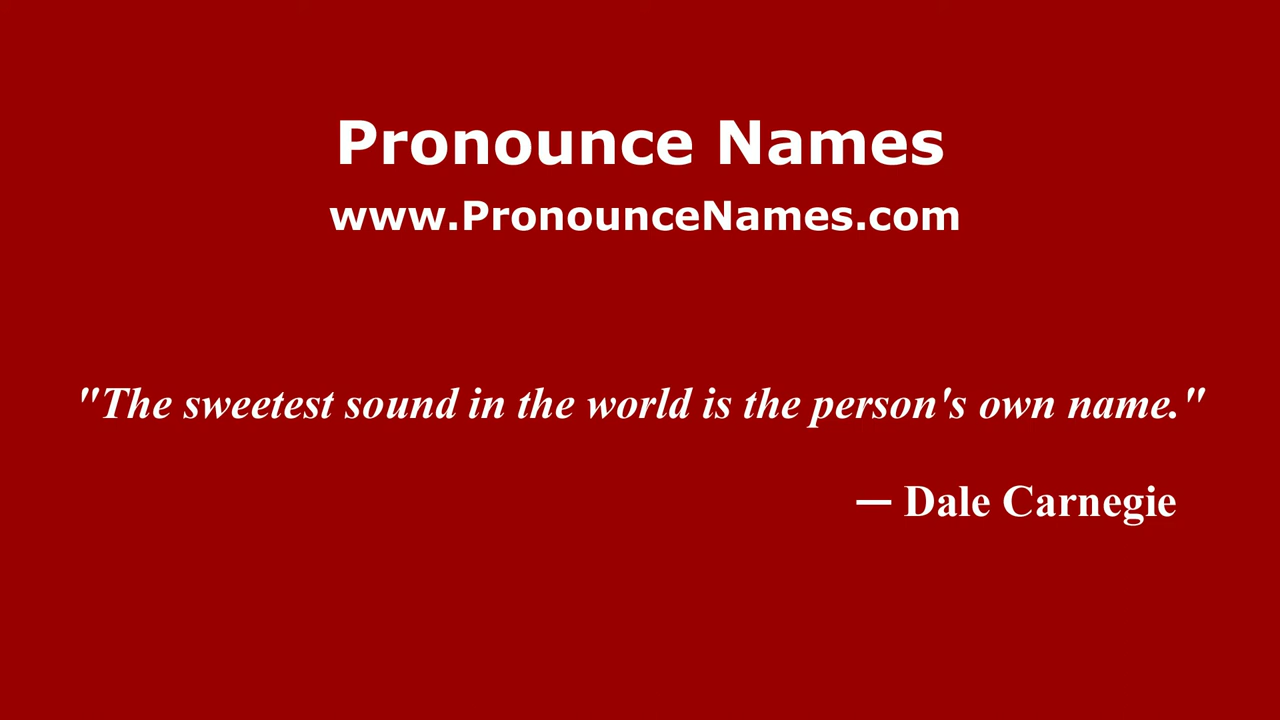 Pronounce Names
www.PronounceNames.com
"The sweetest sound in the world is the person's own name."
— Dale Carnegie